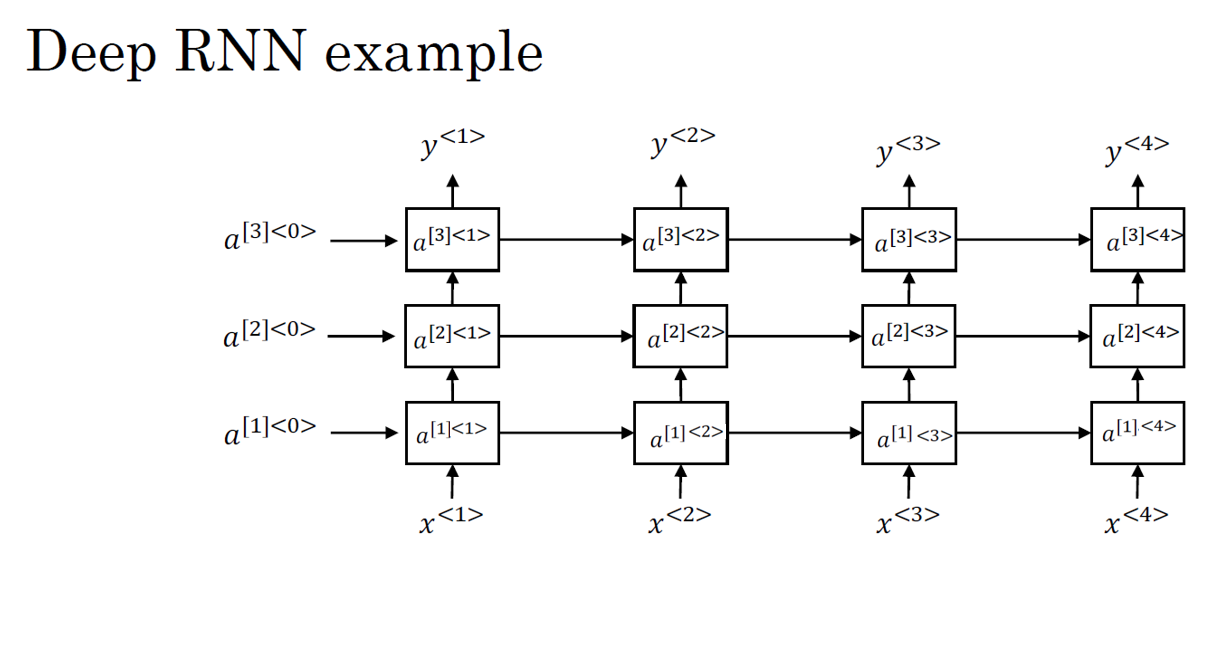 Deep RNN example
y<1> y<2> y<3> y<4>
a[3]<0> a[3]<1> a[3]<2> a[3]<3> a[3]<4>
a[2]<0> a[2]<1> a[2]<2> a[2]<3> a[2]<4>
a[1]<0> a[1]<1> a[1]<2> a[1]<3> a[1]<4>
x<1> x<2> x<3> x<4>